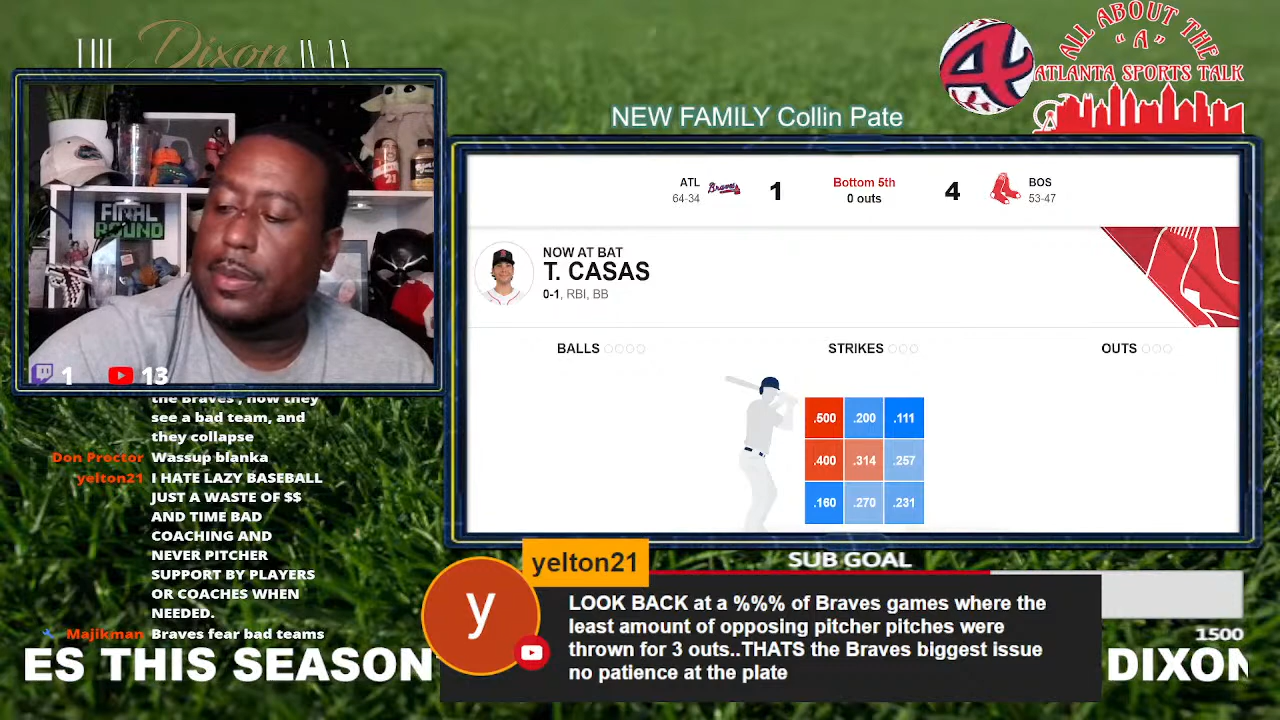 Dixon
ALL ABOUT THE
"A"
ATLANTA SPORTS TALK
NEW FAMILY Collin Pate
FINAL
ROUND
ATL
64-34
Braves
1
Bottom 5th
0 outs
4
BOS
53-47
NOW AT BAT
T. CASAS
0-1, RBI, BB
BALLS
STRIKES
OUTS
.500 .200 .111
.400 .314 .257
.160 .270 .231
1
13
the Braves , now they
see a bad team, and
they collapse
Don Proctor Wassup blanka
yelton21 I HATE LAZY BASEBALL
JUST A WASTE OF $$
AND TIME BAD
COACHING AND
NEVER PITCHER
SUPPORT BY PLAYERS
OR COACHES WHEN
NEEDED.
Majikman Braves fear bad teams
SUB GOAL
1500
yelton21
y
LOOK BACK at a %%% of Braves games where the
least amount of opposing pitcher pitches were
thrown for 3 outs..THATS the Braves biggest issue
no patience at the plate
ES THIS SEASON
DIXON